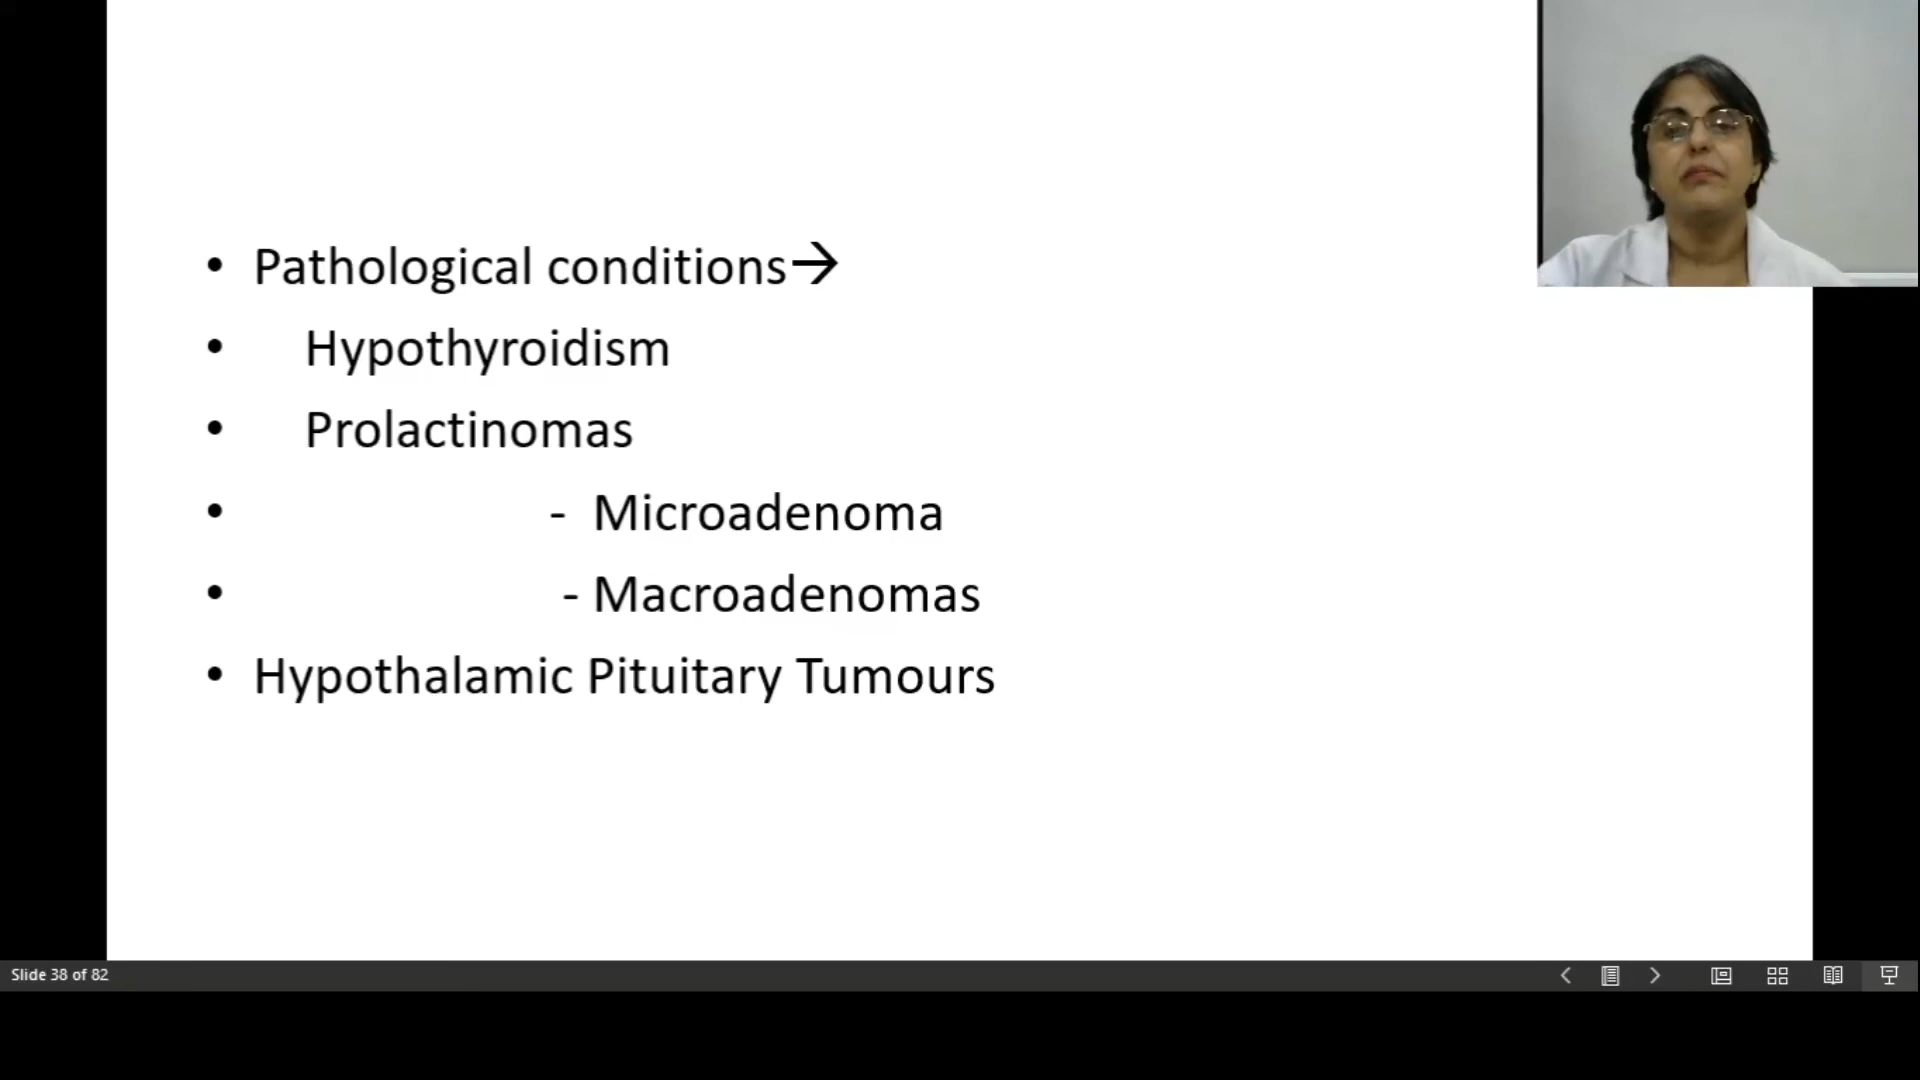 • Pathological conditions→
• Hypothyroidism
• Prolactinomas
• - Microadenoma
• - Macroadenomas
• Hypothalamic Pituitary Tumours
Slide 38 of 82